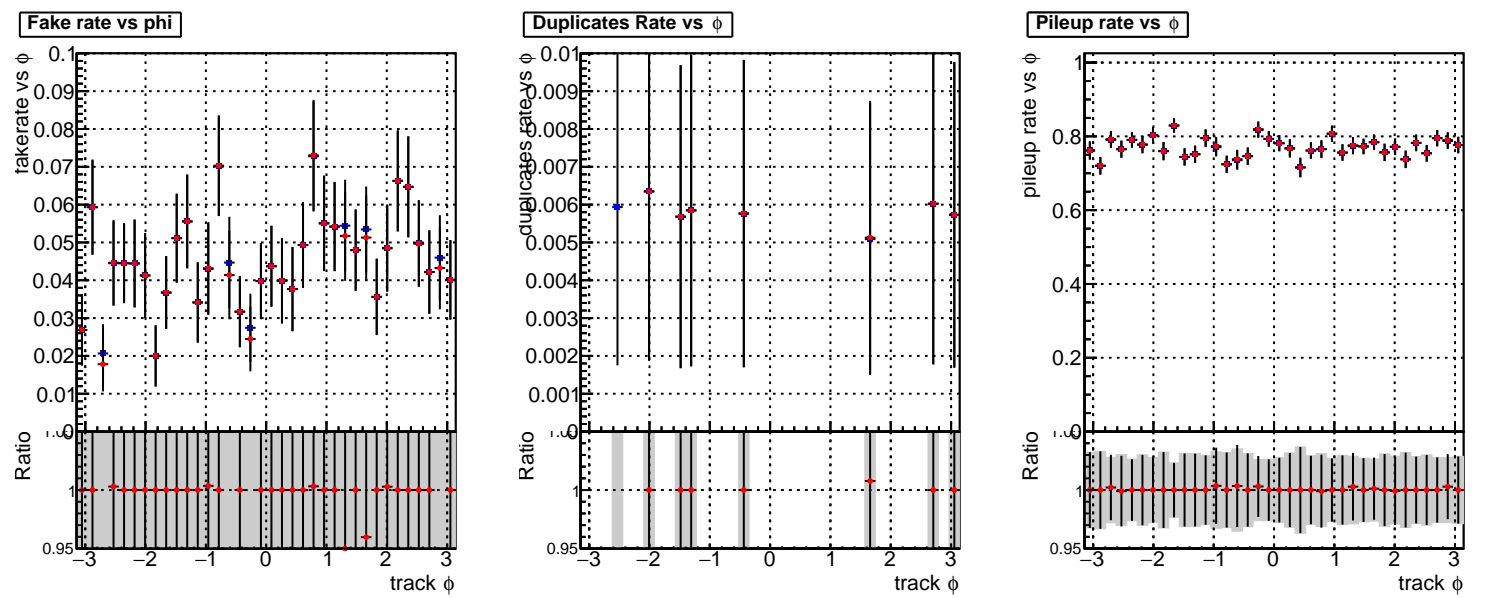 Fake rate vs phi
fakerate vs ϕ
0.1
0.09
0.08
0.07
0.06
0.05
0.04
0.03
0.02
0.01
Ratio
1
0.95
−3 −2 −1 0 1 2 3
track ϕ
Duplicates Rate vs ϕ
duplicates rate vs ϕ
0.01
0.009
0.008
0.007
0.006
0.005
0.004
0.003
0.002
0.001
Ratio
1
0.95
−3 −2 −1 0 1 2 3
track ϕ
Pileup rate vs ϕ
pileup rate vs ϕ
1
0.8
0.6
0.4
0.2
Ratio
1
0.95
−3 −2 −1 0 1 2 3
track ϕ